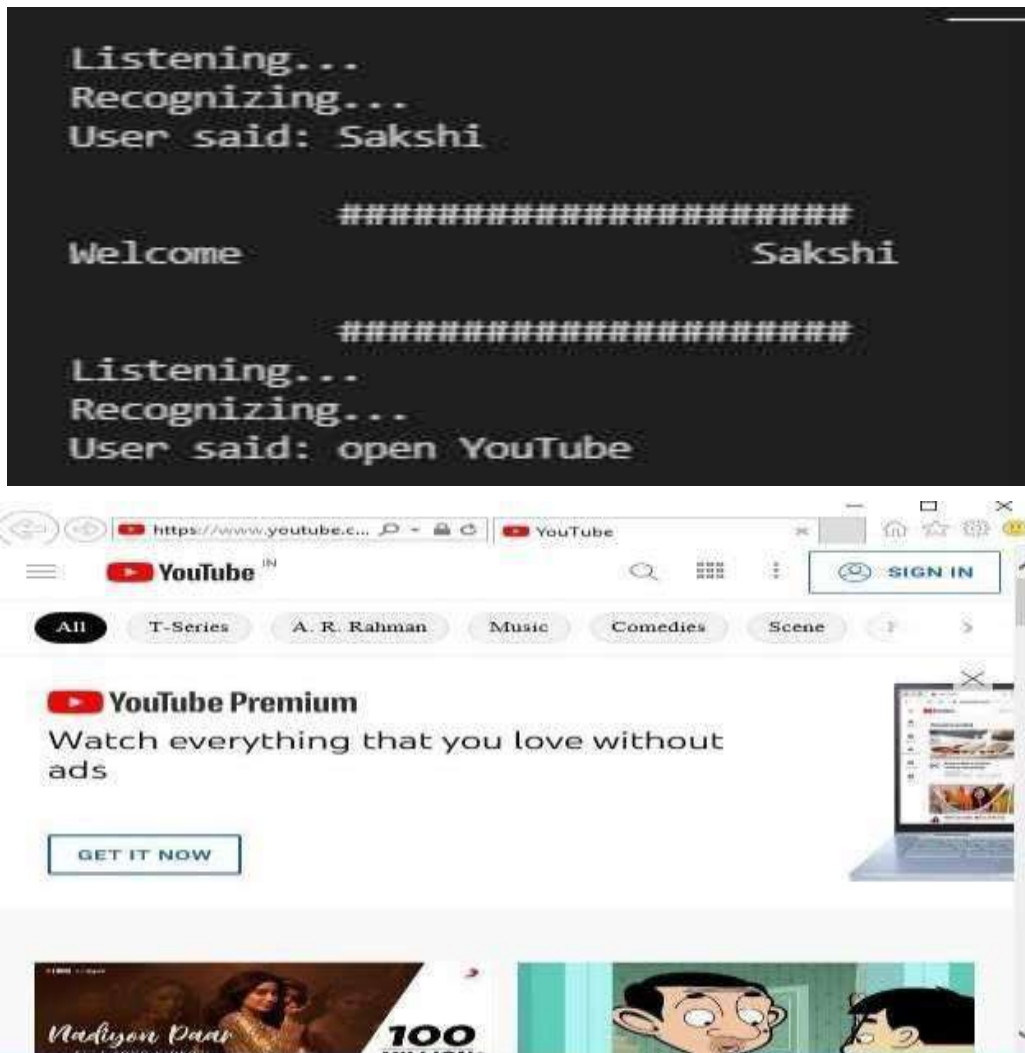 Listening...
Recognizing...
User said: Sakshi
######################
Welcome Sakshi
######################
Listening...
Recognizing...
User said: open YouTube
https://www.youtube.c... YouTube
YouTube IN SIGN IN
All T-Series A. R. Rahman Music Comedies Scene
YouTube Premium
Watch everything that you love without
ads
GET IT NOW
Nadiyon Paar 100